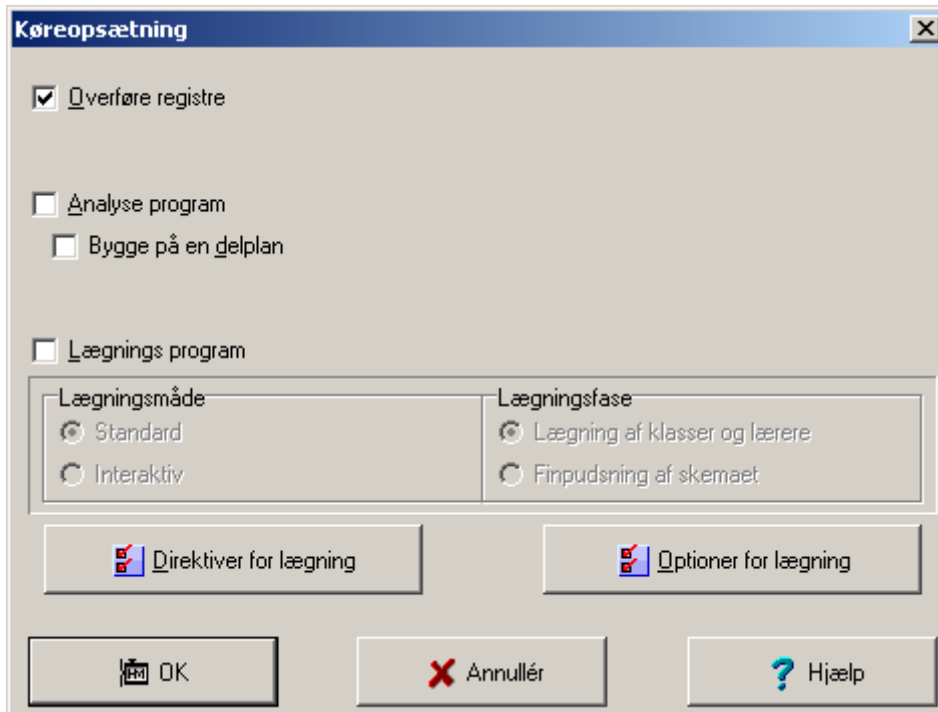 Køreopsætning
Overføre registre
Analyse program
Bygge på en delplan
Lægnings program
Lægningsmåde
Lægningsfase
Standard
Lægning af klasser og lærere
Interaktiv
Finpudsning af skemaet
Direktiver for lægning
Optioner for lægning
OK
Annullér
Hjælp